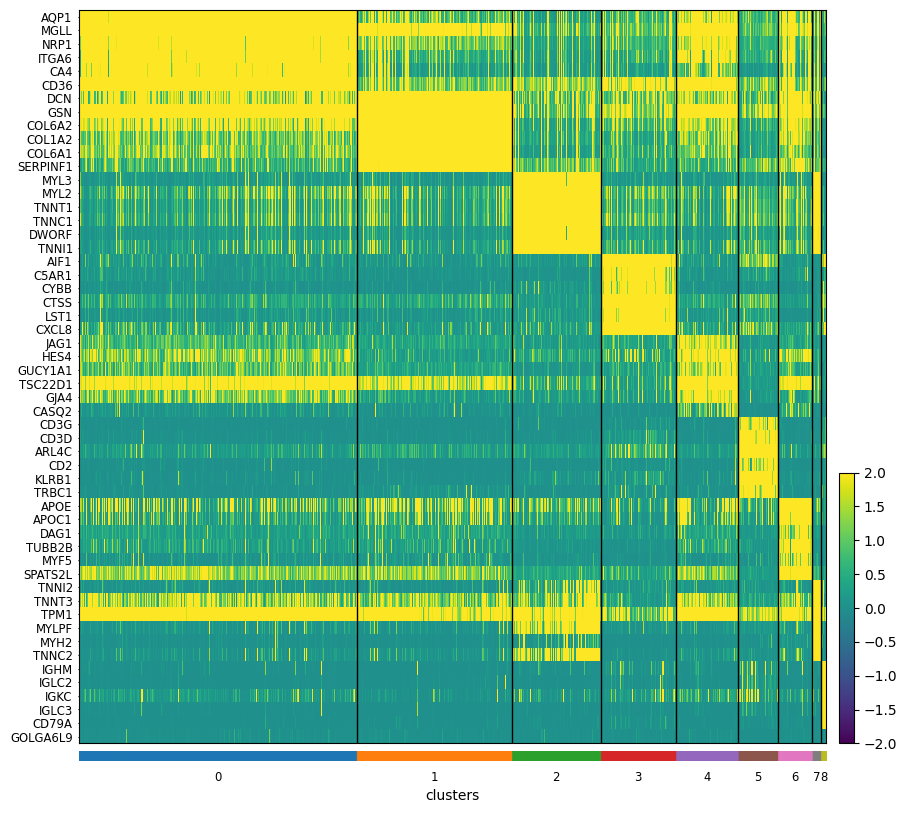 AQP1
MGLL
NRP1
ITGA6
CA4
CD36
DCN
GSN
COL6A2
COL1A2
COL6A1
SERPINF1
MYL3
MYL2
TNNT1
TNNC1
DWORF
TNNI1
AIF1
C5AR1
CYBB
CTSS
LST1
CXCL8
JAG1
HES4
GUCY1A1
TSC22D1
GJA4
CASQ2
CD3G
CD3D
ARL4C
CD2
KLRB1
TRBC1
APOE
APOC1
DAG1
TUBB2B
MYF5
SPATS2L
TNNI2
TNNT3
TPM1
MYLPF
MYH2
TNNC2
IGHM
IGLC2
IGKC
IGLC3
CD79A
GOLGA6L9
0 1 2 3 4 5 6 7 8
clusters
2.0
1.5
1.0
0.5
0.0
−0.5
−1.0
−1.5
−2.0